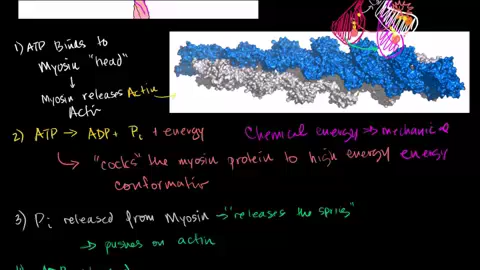 1) ATP Binds to
Myosin "head"
↓
Myosin releases Actin
Actin
2) ATP → ADP + Pi + energy
Chemical energy ⇒ mechanical
energy
↳ "cocks" the myosin protein to high energy
conformation
3) Pi released from Myosin → "releases the spring"
→ pushes on actin